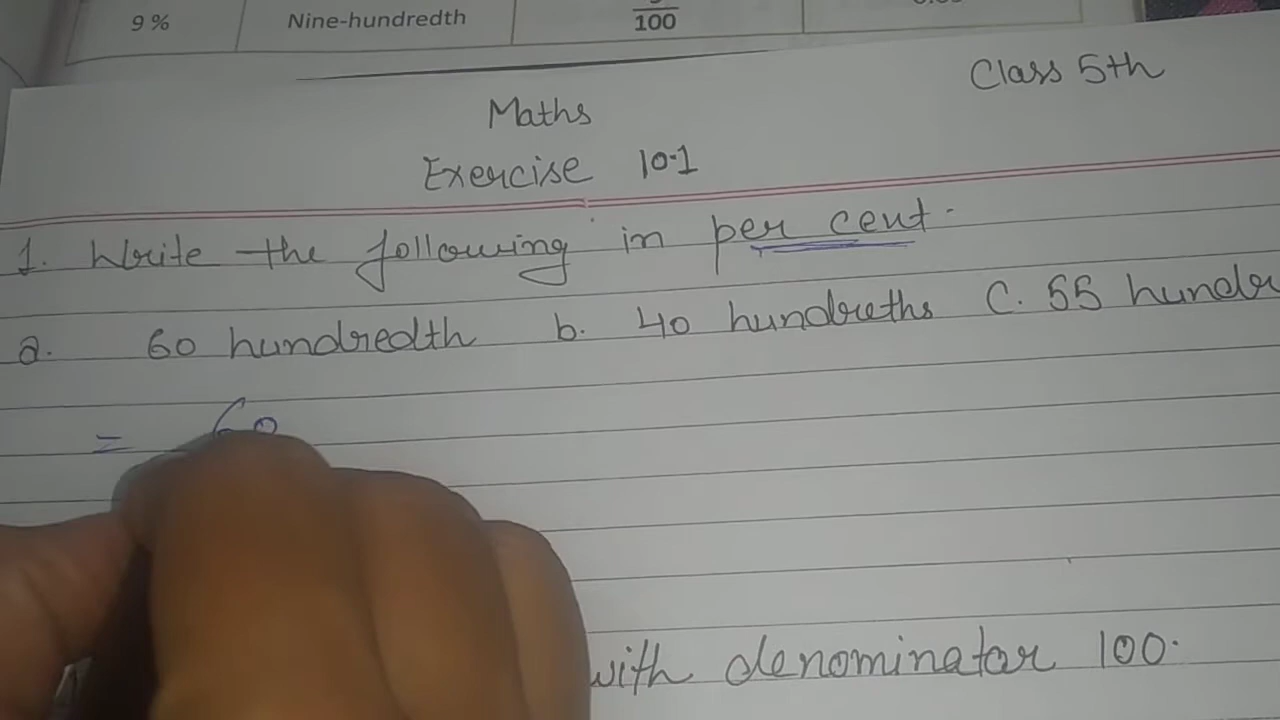 9 % Nine-hundredth 100
Class 5th
Maths
Exercise 10.1
1. Write the following in per cent.
a. 60 hundredth b. 40 hundreths C. 55 hundr
= 60
with denominator 100.